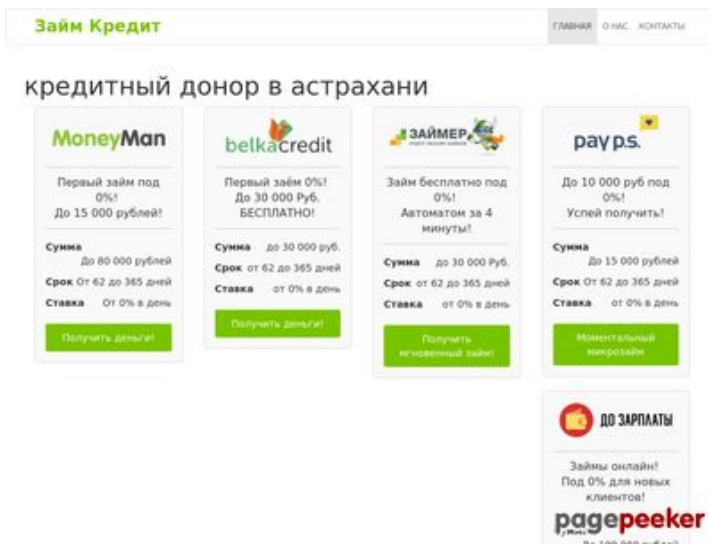 Займ Кредит
ГЛАВНАЯ О НАС КОНТАКТЫ
кредитный донор в астрахани
MoneyMan
Первый займ под
0%!
До 15 000 рублей!
Сумма
До 80 000 рублей
Срок От 62 до 365 дней
Ставка От 0% в день
Получить деньги!
belkacredit
Первый заём 0%!
До 30 000 Руб.
БЕСПЛАТНО!
Сумма до 30 000 руб.
Срок от 62 до 365 дней
Ставка от 0% в день
Получить деньги!
ЗАЙМЕР
Займ бесплатно под
0%!
Автоматом за 4
минуты!
Сумма до 30 000 Руб.
Срок от 62 до 365 дней
Ставка от 0% в день
Получить
мгновенный займ!
pay p.s.
До 10 000 руб под
0%!
Успей получить!
Сумма
До 15 000 рублей
Срок От 62 до 365 дней
Ставка от 0% в день
Моментальный
микрозайм
ДО ЗАРПЛАТЫ
Займы онлайн!
Под 0% для новых
клиентов!
pagepeeker
До 100 000 рублей